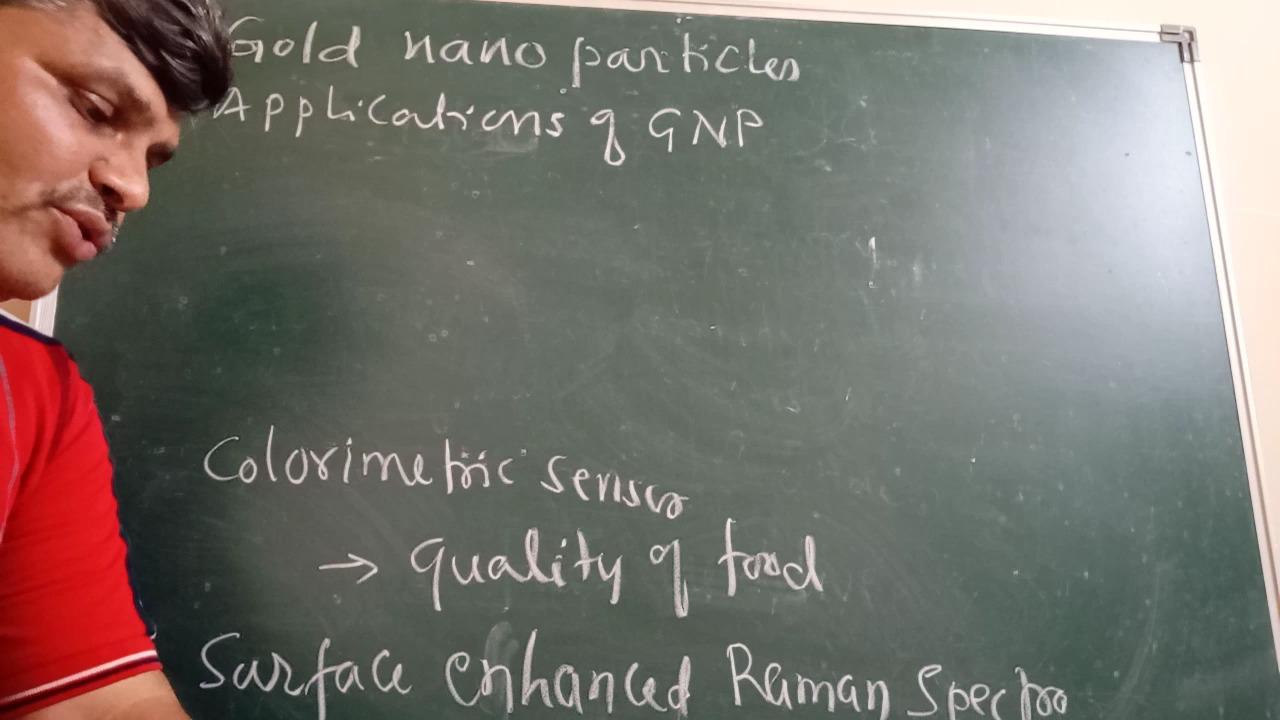 Gold nano particles
Applications of GNP
Colorimetric sensor
→ quality of food
Surface enhanced Raman Spectro